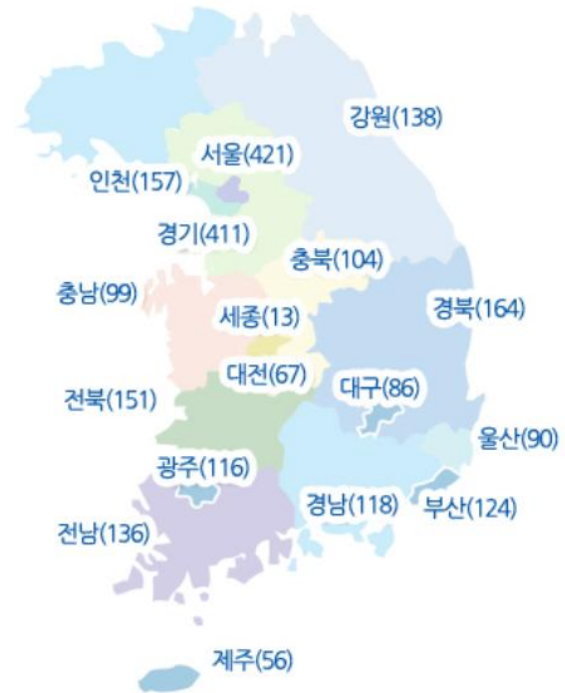 강원(138)
서울(421)
인천(157)
경기(411)
충북(104)
충남(99)
세종(13)
경북(164)
대전(67)
대구(86)
전북(151)
울산(90)
광주(116)
경남(118)
부산(124)
전남(136)
제주(56)